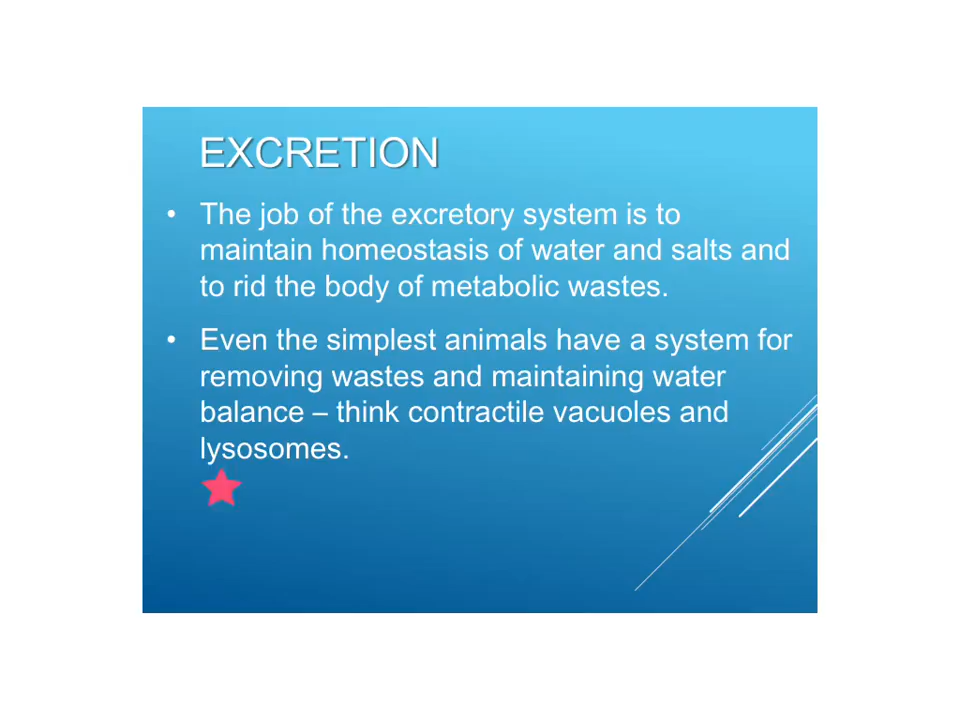 EXCRETION
• The job of the excretory system is to
maintain homeostasis of water and salts and
to rid the body of metabolic wastes.
• Even the simplest animals have a system for
removing wastes and maintaining water
balance – think contractile vacuoles and
lysosomes.